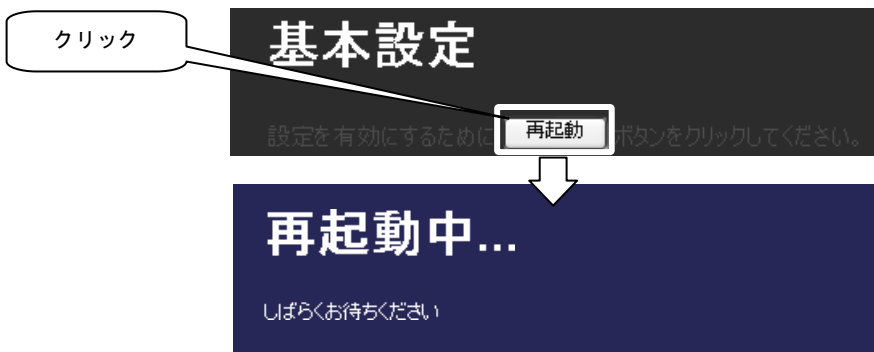 クリック
基本設定
設定を有効にするために 再起動 ボタンをクリックしてください。
再起動中...
しばらくお待ちください